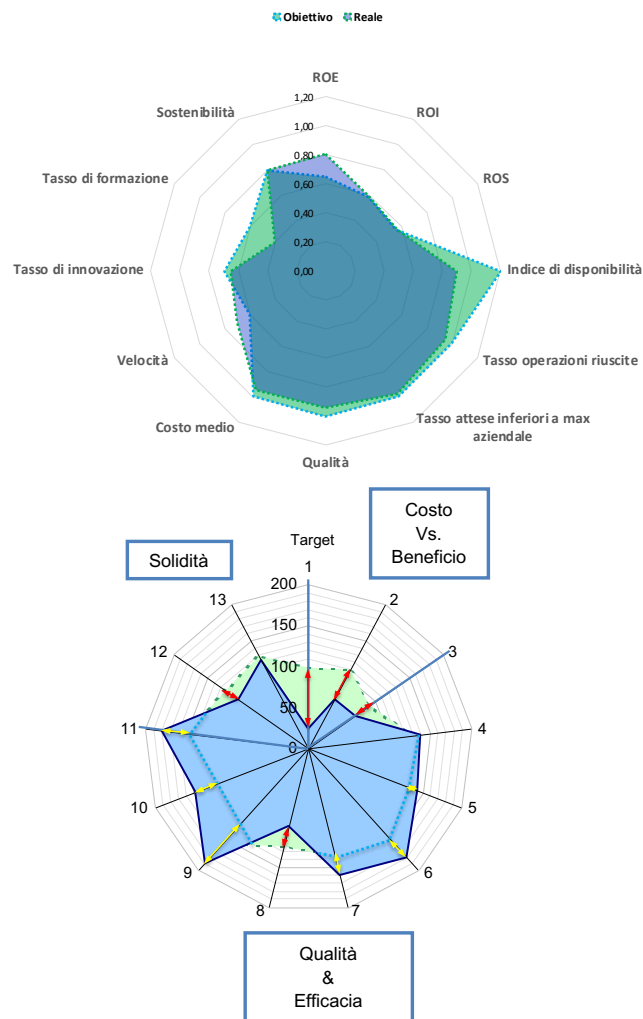 Obiettivo Reale
ROE
1,20
ROI
Sostenibilità
1,00
0,80
Tasso di formazione
ROS
0,60
0,40
0,20
Tasso di innovazione
0,00
Indice di disponibilità
Velocità
Tasso operazioni riuscite
Costo medio
Tasso attese inferiori a max
aziendale
Qualità
Costo
Vs.
Beneficio
Solidità
Target
1
200
13
2
150
12
3
100
50
11
4
0
10
5
9
6
8
7
Qualità
&
Efficacia